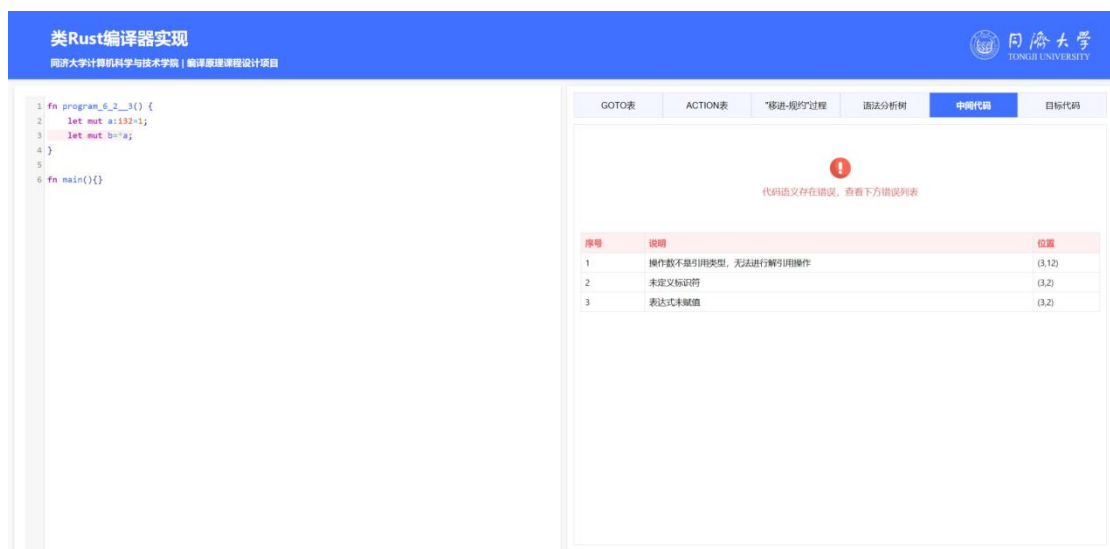 类Rust编译器实现
同济大学计算机科学与技术学院 | 编译原理课程设计项目
同濟大學
TONGJI UNIVERSITY
1 fn program_6_2__3() {
2     let mut a:i32=1;
3     let mut b=*a;
4 }
5
6 fn main(){}
GOTO表 ACTION表 "移进-规约"过程 语法分析树 中间代码 目标代码
代码语义存在错误，查看下方错误列表
序号 说明 位置
1 操作数不是引用类型，无法进行解引用操作 (3,12)
2 未定义标识符 (3,2)
3 表达式未赋值 (3,2)